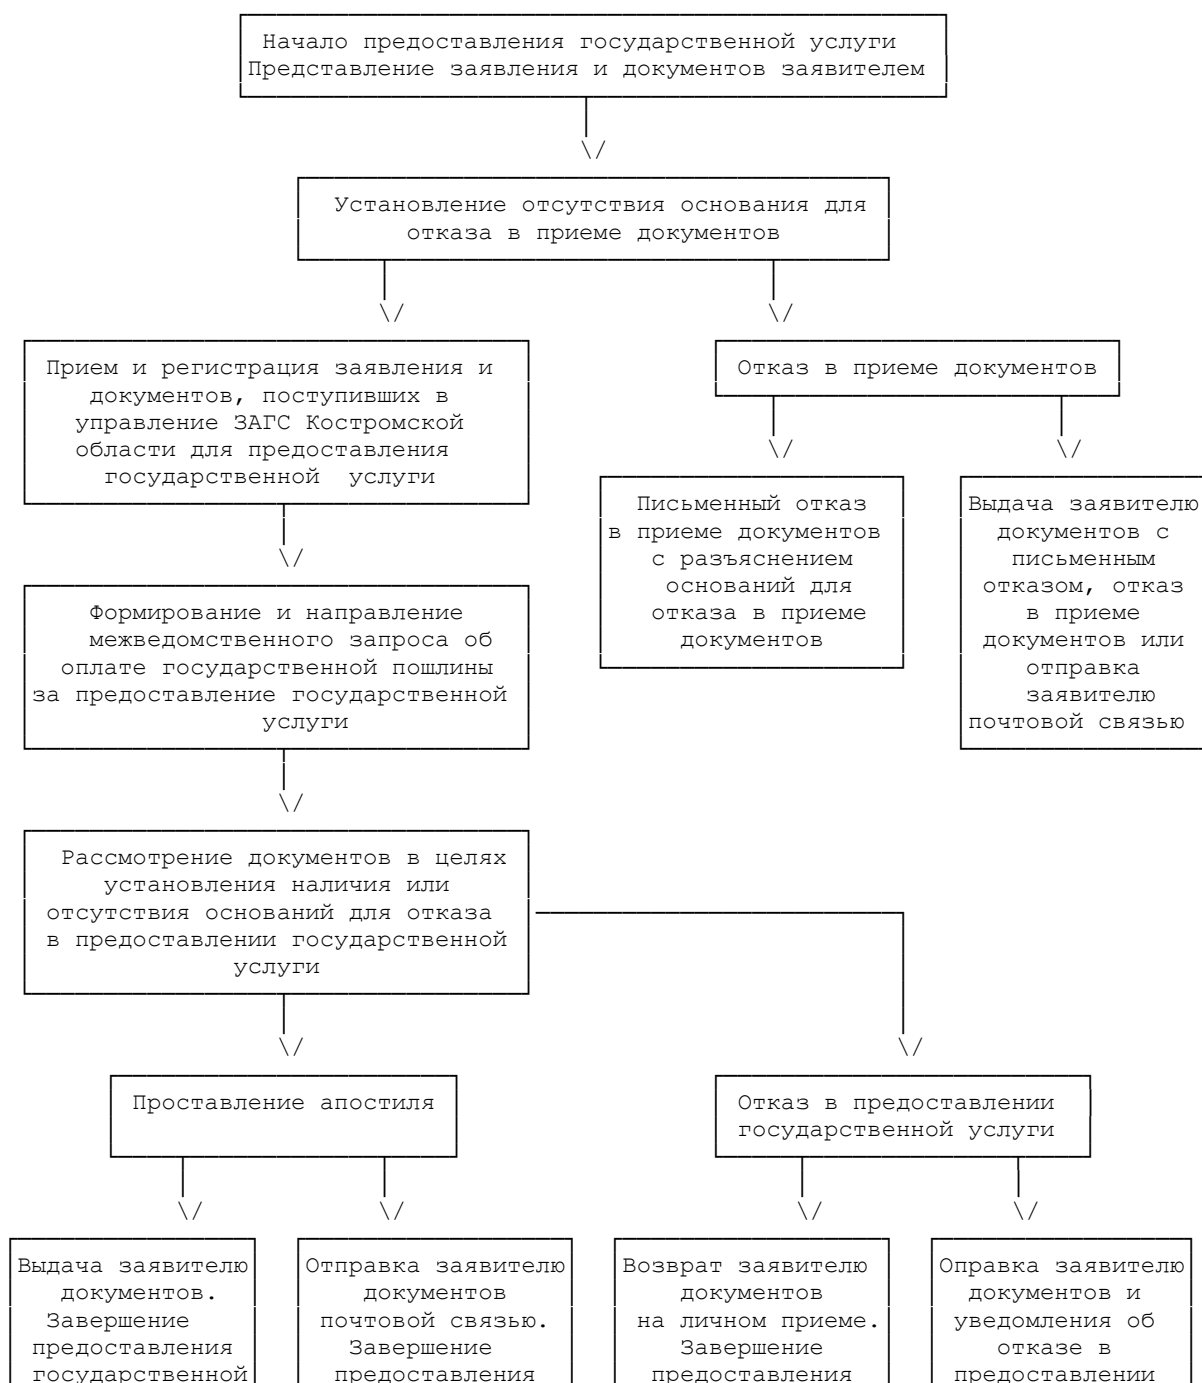 Начало предоставления государственной услуги
Представление заявления и документов заявителем
Установление отсутствия основания для
отказа в приеме документов
Прием и регистрация заявления и
документов, поступивших в
управление ЗАГС Костромской
области для предоставления
государственной услуги
Отказ в приеме документов
Письменный отказ
в приеме документов
с разъяснением
оснований для
отказа в приеме
документов
Выдача заявителю
документов с
письменным
отказом, отказ
в приеме
документов или
отправка
заявителю
почтовой связью
Формирование и направление
межведомственного запроса об
оплате государственной пошлины
за предоставление государственной
услуги
Рассмотрение документов в целях
установления наличия или
отсутствия оснований для отказа
в предоставлении государственной
услуги
Проставление апостиля
Отказ в предоставлении
государственной услуги
Выдача заявителю
документов.
Завершение
предоставления
государственной
Отправка заявителю
документов
почтовой связью.
Завершение
предоставления
Возврат заявителю
документов
на личном приеме.
Завершение
предоставления
Оправка заявителю
документов и
уведомления об
отказе в
предоставлении